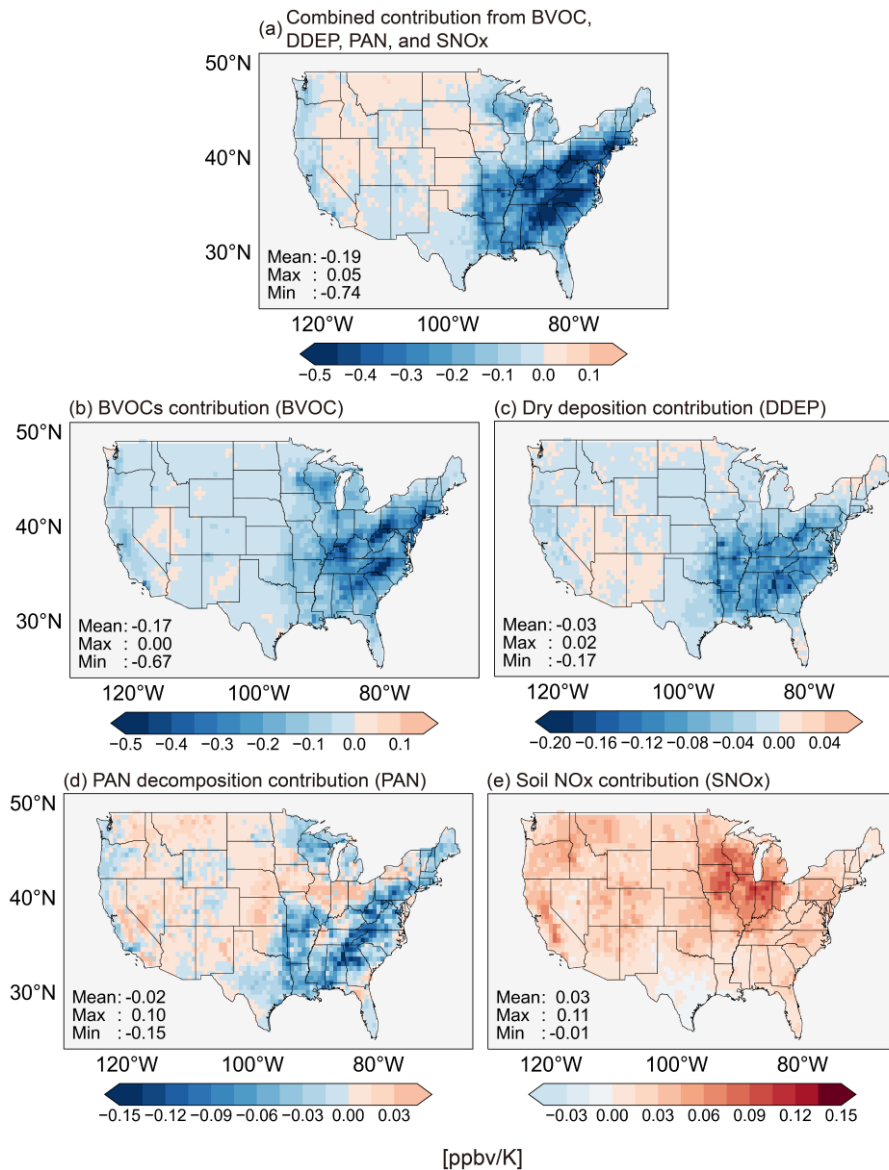 (a) Combined contribution from BVOC,
DDEP, PAN, and SNOx
50°N
40°N
30°N
Mean: -0.19
Max : 0.05
Min : -0.74
120°W 100°W 80°W
−0.5 −0.4 −0.3 −0.2 −0.1 0.0 0.1
(b) BVOCs contribution (BVOC)
50°N
40°N
30°N
Mean: -0.17
Max : 0.00
Min : -0.67
120°W 100°W 80°W
−0.5 −0.4 −0.3 −0.2 −0.1 0.0 0.1
(c) Dry deposition contribution (DDEP)
Mean: -0.03
Max : 0.02
Min : -0.17
120°W 100°W 80°W
−0.20 −0.16 −0.12 −0.08 −0.04 0.00 0.04
(d) PAN decomposition contribution (PAN)
50°N
40°N
30°N
Mean: -0.02
Max : 0.10
Min : -0.15
120°W 100°W 80°W
−0.15 −0.12 −0.09 −0.06 −0.03 0.00 0.03
(e) Soil NOx contribution (SNOx)
Mean: 0.03
Max : 0.11
Min : -0.01
120°W 100°W 80°W
−0.03 0.00 0.03 0.06 0.09 0.12 0.15
[ppbv/K]